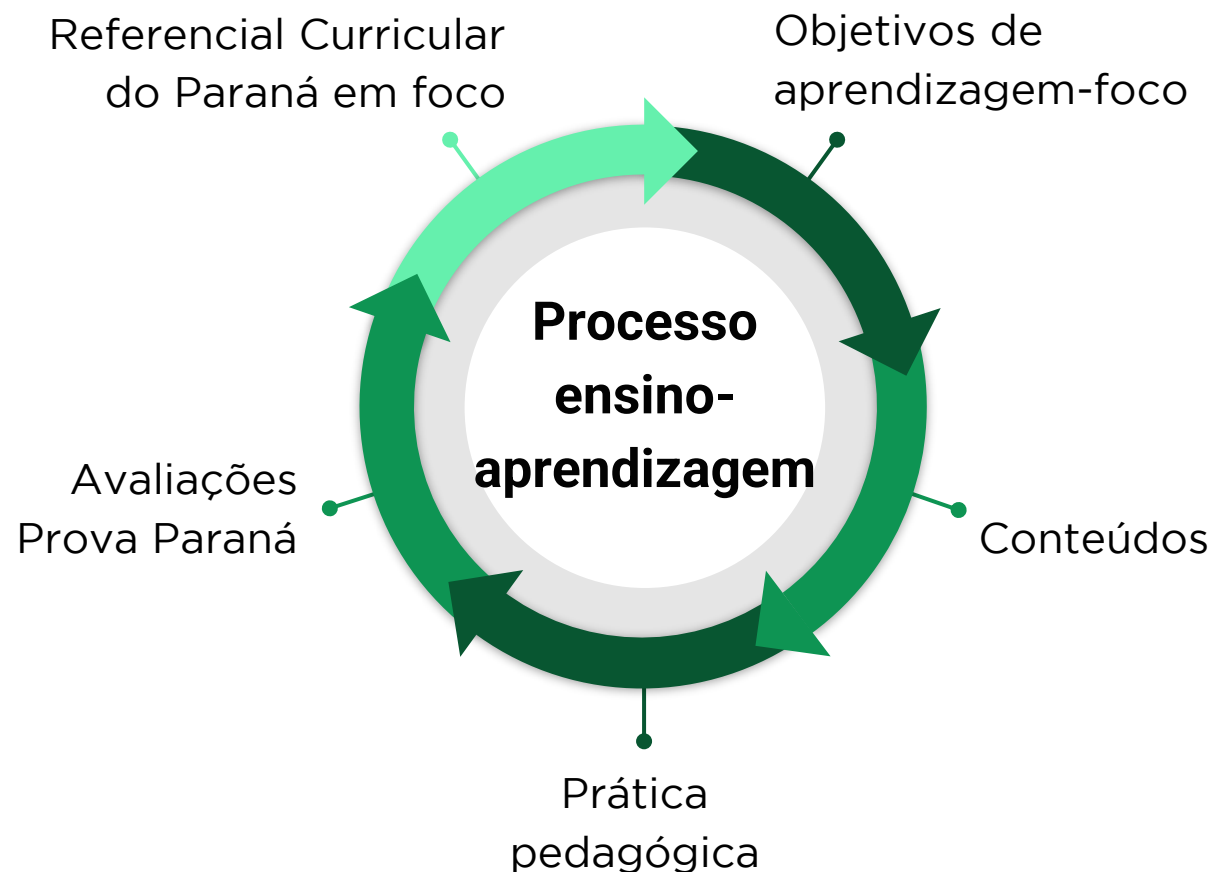 Referencial Curricular
do Paraná em foco
Objetivos de
aprendizagem-foco
Processo
ensino-
aprendizagem
Avaliações
Prova Paraná
Conteúdos
Prática
pedagógica